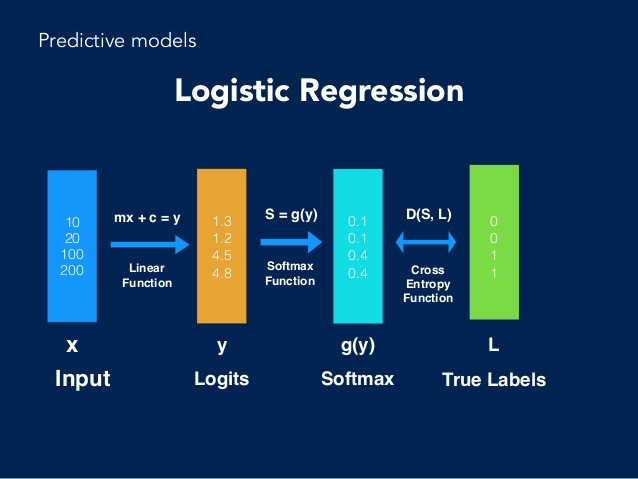 Predictive models
Logistic Regression
10
20
100
200
mx + c = y
Linear
Function
1.3
1.2
4.5
4.8
S = g(y)
Softmax
Function
0.1
0.1
0.4
0.4
D(S, L)
Cross
Entropy
Function
0
0
1
1
x
y
g(y)
L
Input
Logits
Softmax
True Labels